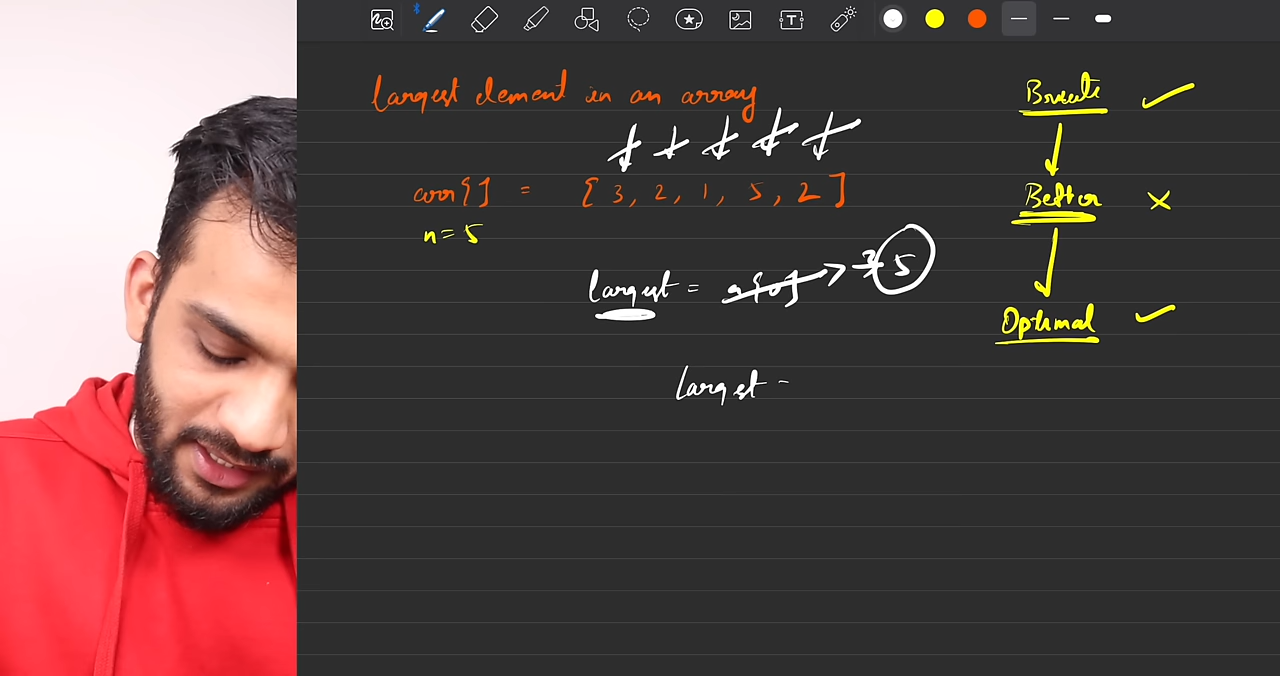 largest element in an array
Brute ✓
arr[] = [3, 2, 1, 5, 2]
Better ×
n = 5
largest = a[0] > 3 5
Optimal ✓
largest =